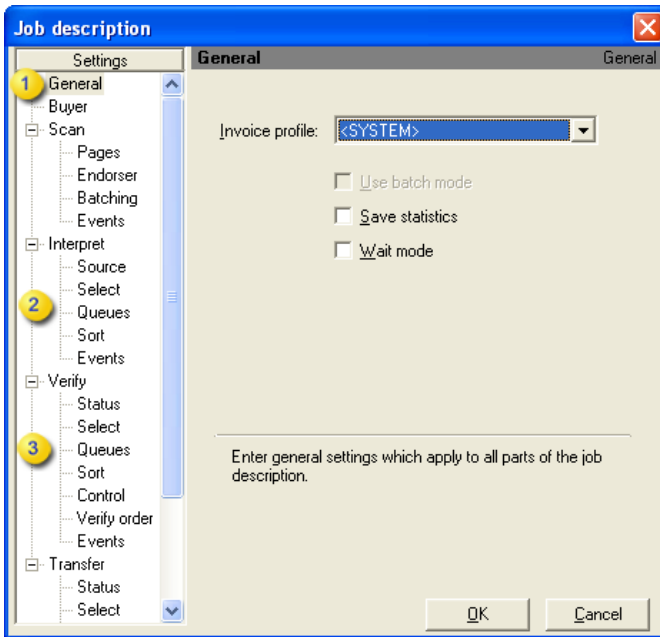 Job description
Settings
General
General
1
General
Buyer
Scan
Pages
Endorser
Batching
Events
Interpret
Source
Select
2
Queues
Sort
Events
Verify
Status
Select
3
Queues
Sort
Control
Verify order
Events
Transfer
Status
Select
Invoice profile:
<SYSTEM>
Use batch mode
Save statistics
Wait mode
Enter general settings which apply to all parts of the job
description.
OK
Cancel